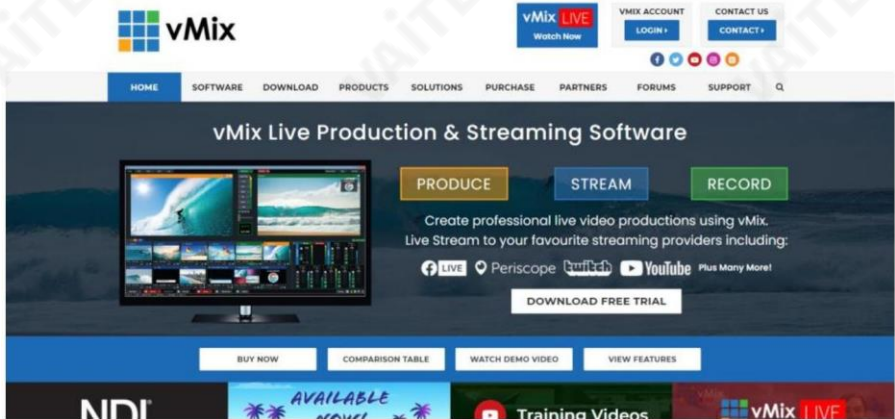 vMix
vMix LIVE
Watch Now
VMIX ACCOUNT
LOGIN
CONTACT US
CONTACT
HOME SOFTWARE DOWNLOAD PRODUCTS SOLUTIONS PURCHASE PARTNERS FORUMS SUPPORT
vMix Live Production & Streaming Software
PRODUCE STREAM RECORD
Create professional live video productions using vMix.
Live Stream to your favourite streaming providers including:
LIVE Periscope twitch YouTube Plus Many More!
DOWNLOAD FREE TRIAL
BUY NOW COMPARISON TABLE WATCH DEMO VIDEO VIEW FEATURES
NDI
AVAILABLE
Training Videos
vMix LIVE